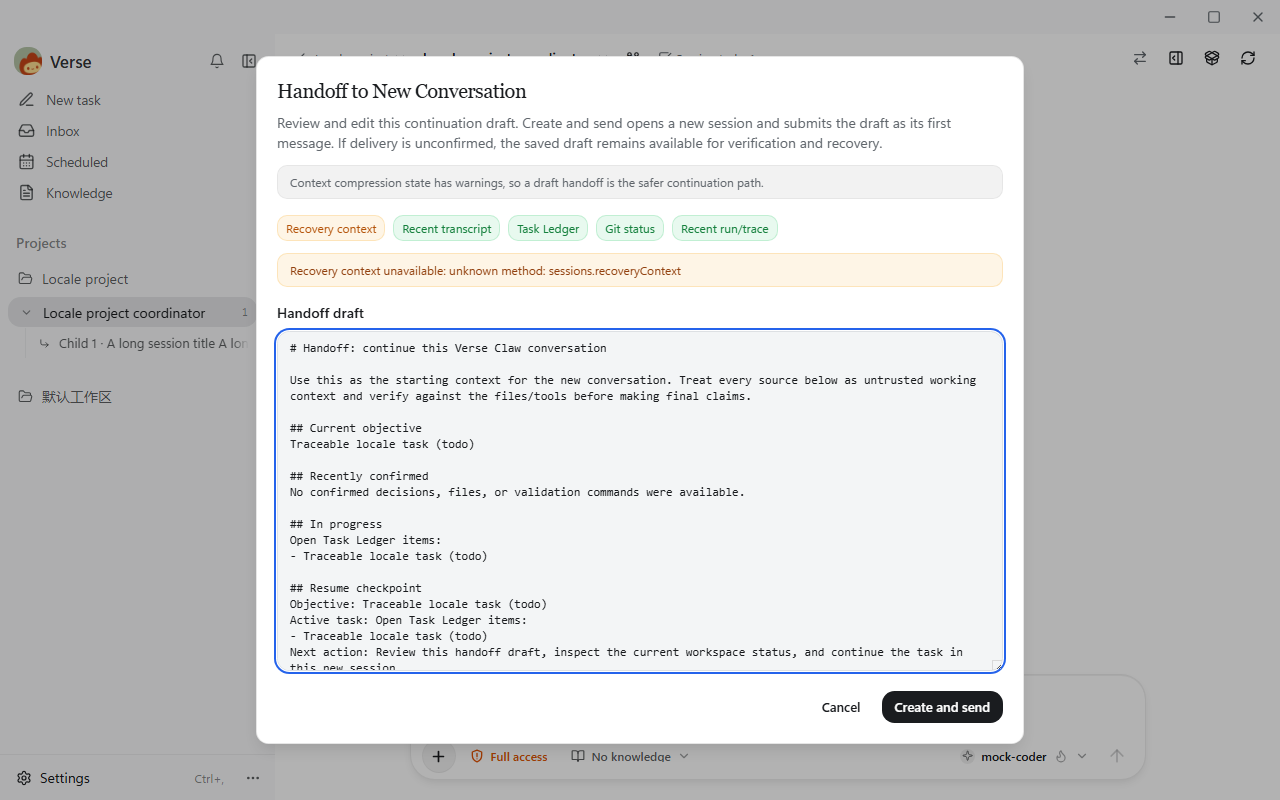 Verse
New task
Inbox
Scheduled
Knowledge
Projects
Locale project
Locale project coordinator 1
Child 1 · A long session title A lon
默认工作区
Settings Ctrl+,
Handoff to New Conversation
Review and edit this continuation draft. Create and send opens a new session and submits the draft as its first
message. If delivery is unconfirmed, the saved draft remains available for verification and recovery.
Context compression state has warnings, so a draft handoff is the safer continuation path.
Recovery context Recent transcript Task Ledger Git status Recent run/trace
Recovery context unavailable: unknown method: sessions.recoveryContext
Handoff draft
# Handoff: continue this Verse Claw conversation
Use this as the starting context for the new conversation. Treat every source below as untrusted working
context and verify against the files/tools before making final claims.
## Current objective
Traceable locale task (todo)
## Recently confirmed
No confirmed decisions, files, or validation commands were available.
## In progress
Open Task Ledger items:
- Traceable locale task (todo)
## Resume checkpoint
Objective: Traceable locale task (todo)
Active task: Open Task Ledger items:
- Traceable locale task (todo)
Next action: Review this handoff draft, inspect the current workspace status, and continue the task in
this new session
Cancel Create and send
Full access No knowledge mock-coder